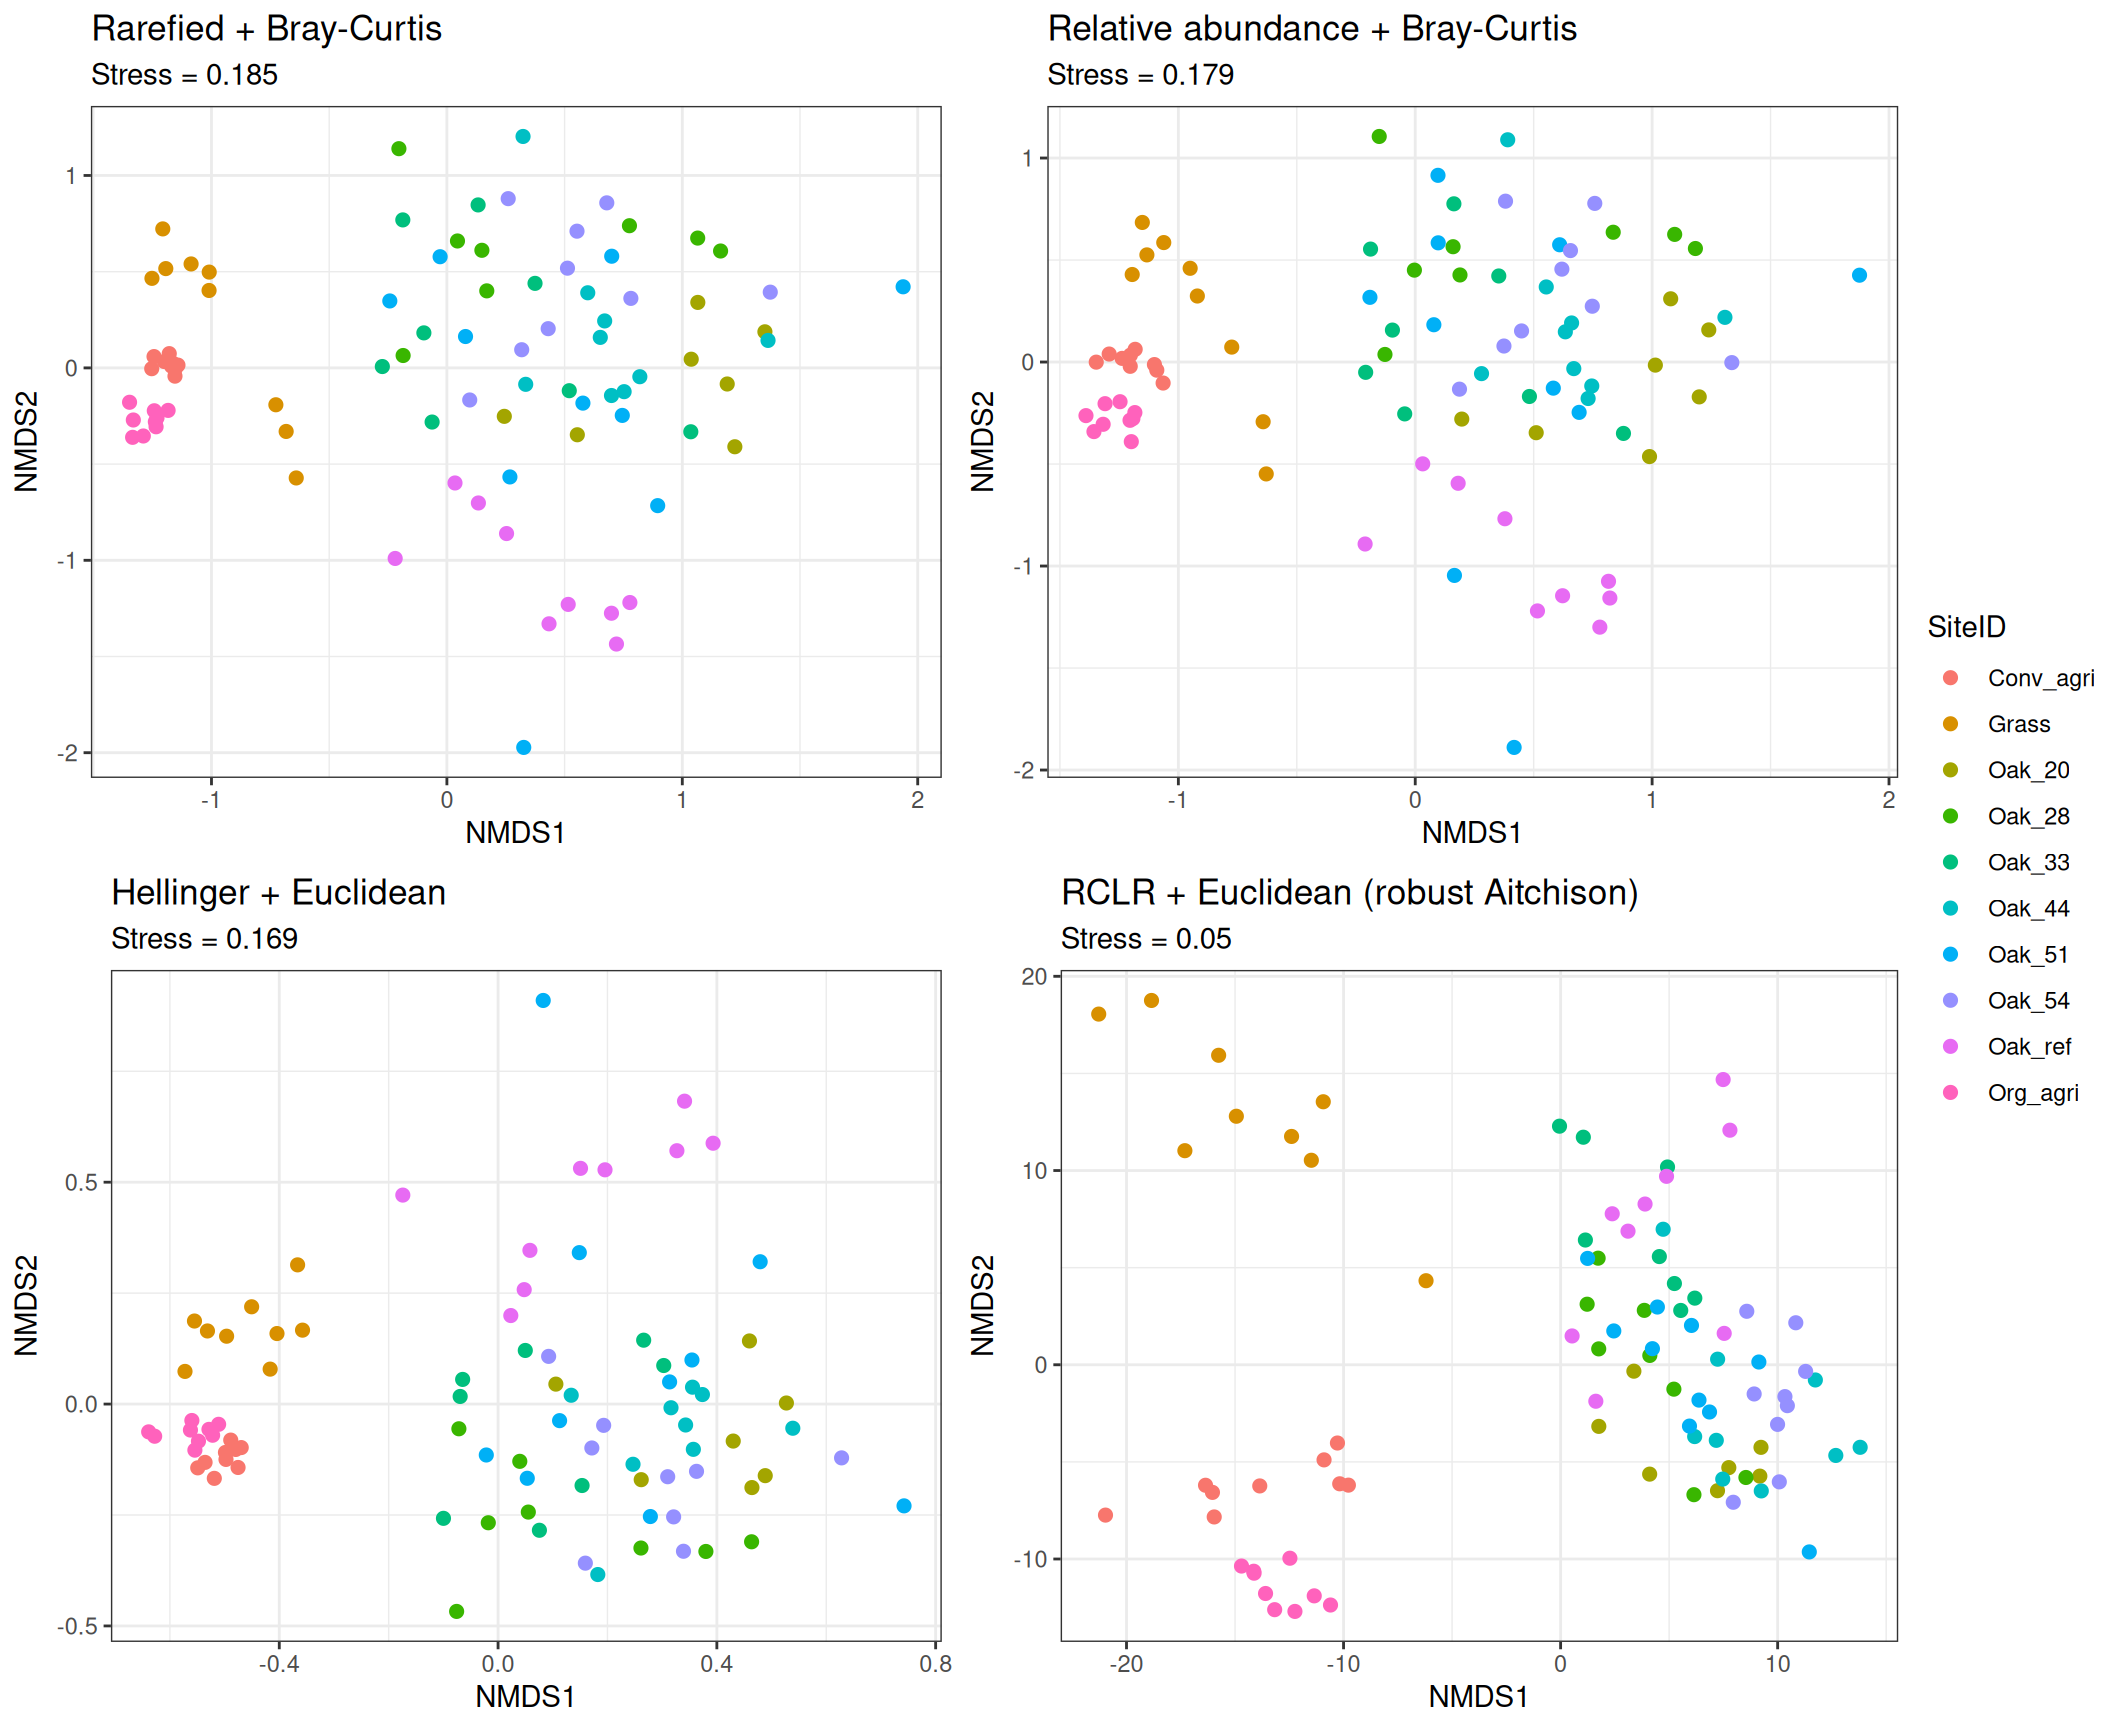 Rarefied + Bray-Curtis
Stress = 0.185
1
0
-1
-2
NMDS2
-1
0
1
2
NMDS1
Relative abundance + Bray-Curtis
Stress = 0.179
1
0
-1
-2
NMDS2
-1
0
1
2
NMDS1
Hellinger + Euclidean
Stress = 0.169
0.5
0.0
-0.5
NMDS2
-0.4
0.0
0.4
0.8
NMDS1
RCLR + Euclidean (robust Aitchison)
Stress = 0.05
20
10
0
-10
NMDS2
-20
-10
0
10
NMDS1
SiteID
Conv_agri
Grass
Oak_20
Oak_28
Oak_33
Oak_44
Oak_51
Oak_54
Oak_ref
Org_agri